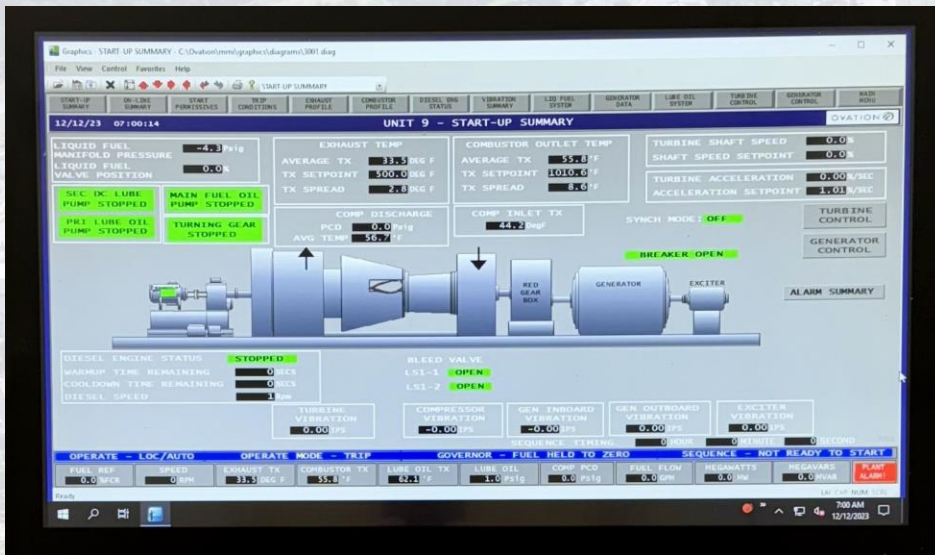 Graphics - START-UP SUMMARY - C:\Ovation\mmi\graphics\diagrams\3001.diag
File View Control Favorites Help
START-UP SUMMARY
START-UP SUMMARY
ON-LINE SUMMARY
START PERMISSIVES
TRIP CONDITIONS
EXHAUST PROFILE
COMBUSTOR PROFILE
DIESEL ENG STATUS
VIBRATION SUMMARY
LIQ FUEL SYSTEM
GENERATOR DATA
LUBE OIL SYSTEM
TURBINE CONTROL
GENERATOR CONTROL
MAIN MENU
12/12/23 07:00:14
UNIT 9 - START-UP SUMMARY
OVATION
LIQUID FUEL
MANIFOLD PRESSURE -4.3 Psig
LIQUID FUEL
VALVE POSITION 0.0 %
EXHAUST TEMP
AVERAGE TX 33.5 DEG F
TX SETPOINT 500.0 DEG F
TX SPREAD 2.8 DEG F
COMBUSTOR OUTLET TEMP
AVERAGE TX 55.8 °F
TX SETPOINT 1010.6 °F
TX SPREAD 8.6 °F
TURBINE SHAFT SPEED 0.0 %
SHAFT SPEED SETPOINT 0.0 %
TURBINE ACCELERATION 0.00 %/SEC
ACCELERATION SETPOINT 1.01 %/SEC
SEC DC LUBE
PUMP STOPPED
MAIN FUEL OIL
PUMP STOPPED
PRI LUBE OIL
PUMP STOPPED
TURNING GEAR
STOPPED
COMP DISCHARGE
PCD 0.0 Psig
AVG TEMP 56.7 °F
COMP INLET TX
44.2 DegF
SYNCH MODE: OFF
TURBINE
CONTROL
GENERATOR
CONTROL
BREAKER OPEN
RED
GEAR
BOX
GENERATOR
EXCITER
ALARM SUMMARY
DIESEL ENGINE STATUS STOPPED
WARMUP TIME REMAINING 0 SECS
COOLDOWN TIME REMAINING 0 SECS
DIESEL SPEED 1 Rpm
BLEED VALVE
LS1-1 OPEN
LS1-2 OPEN
TURBINE
VIBRATION
0.00 IPS
COMPRESSOR
VIBRATION
-0.00 IPS
GEN INBOARD
VIBRATION
-0.00 IPS
GEN OUTBOARD
VIBRATION
0.00 IPS
EXCITER
VIBRATION
0.00 IPS
SEQUENCE TIMING 0 HOUR 0 MINUTE 0 SECOND
OPERATE - LOC/AUTO OPERATE MODE - TRIP GOVERNOR - FUEL HELD TO ZERO SEQUENCE - NOT READY TO START
FUEL REF
0.0 %FCR
SPEED
0 RPM
EXHAUST TX
33.5 DEG F
COMBUSTOR TX
55.8 °F
LUBE OIL TX
62.1 °F
LUBE OIL
1.0 Psig
COMP PCD
0.0 Psig
FUEL FLOW
0.0 GPM
MEGAWATTS
0.0 MW
MEGAVARS
0.0 MVAR
PLANT
ALARM!
Ready
NUM
7:00 AM
12/12/2023